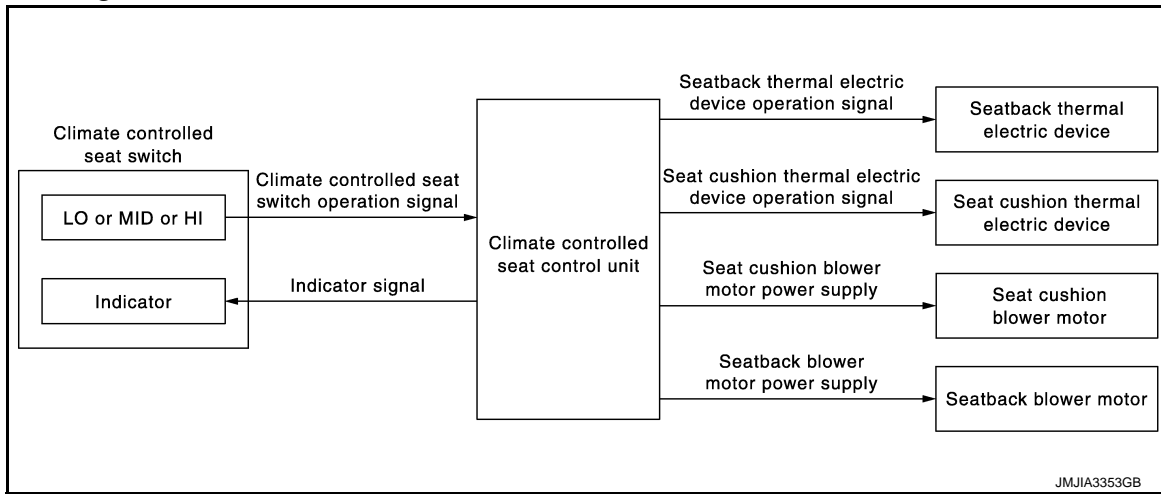 Climate controlled
seat switch
LO or MID or HI
Indicator
Climate controlled seat
switch operation signal
Indicator signal
Climate controlled
seat control unit
Seatback thermal electric
device operation signal
Seatback thermal
electric device
Seat cushion thermal electric
device operation signal
Seat cushion thermal
electric device
Seat cushion blower
motor power supply
Seat cushion
blower motor
Seatback blower
motor power supply
Seatback blower motor
JMJIA3353GB